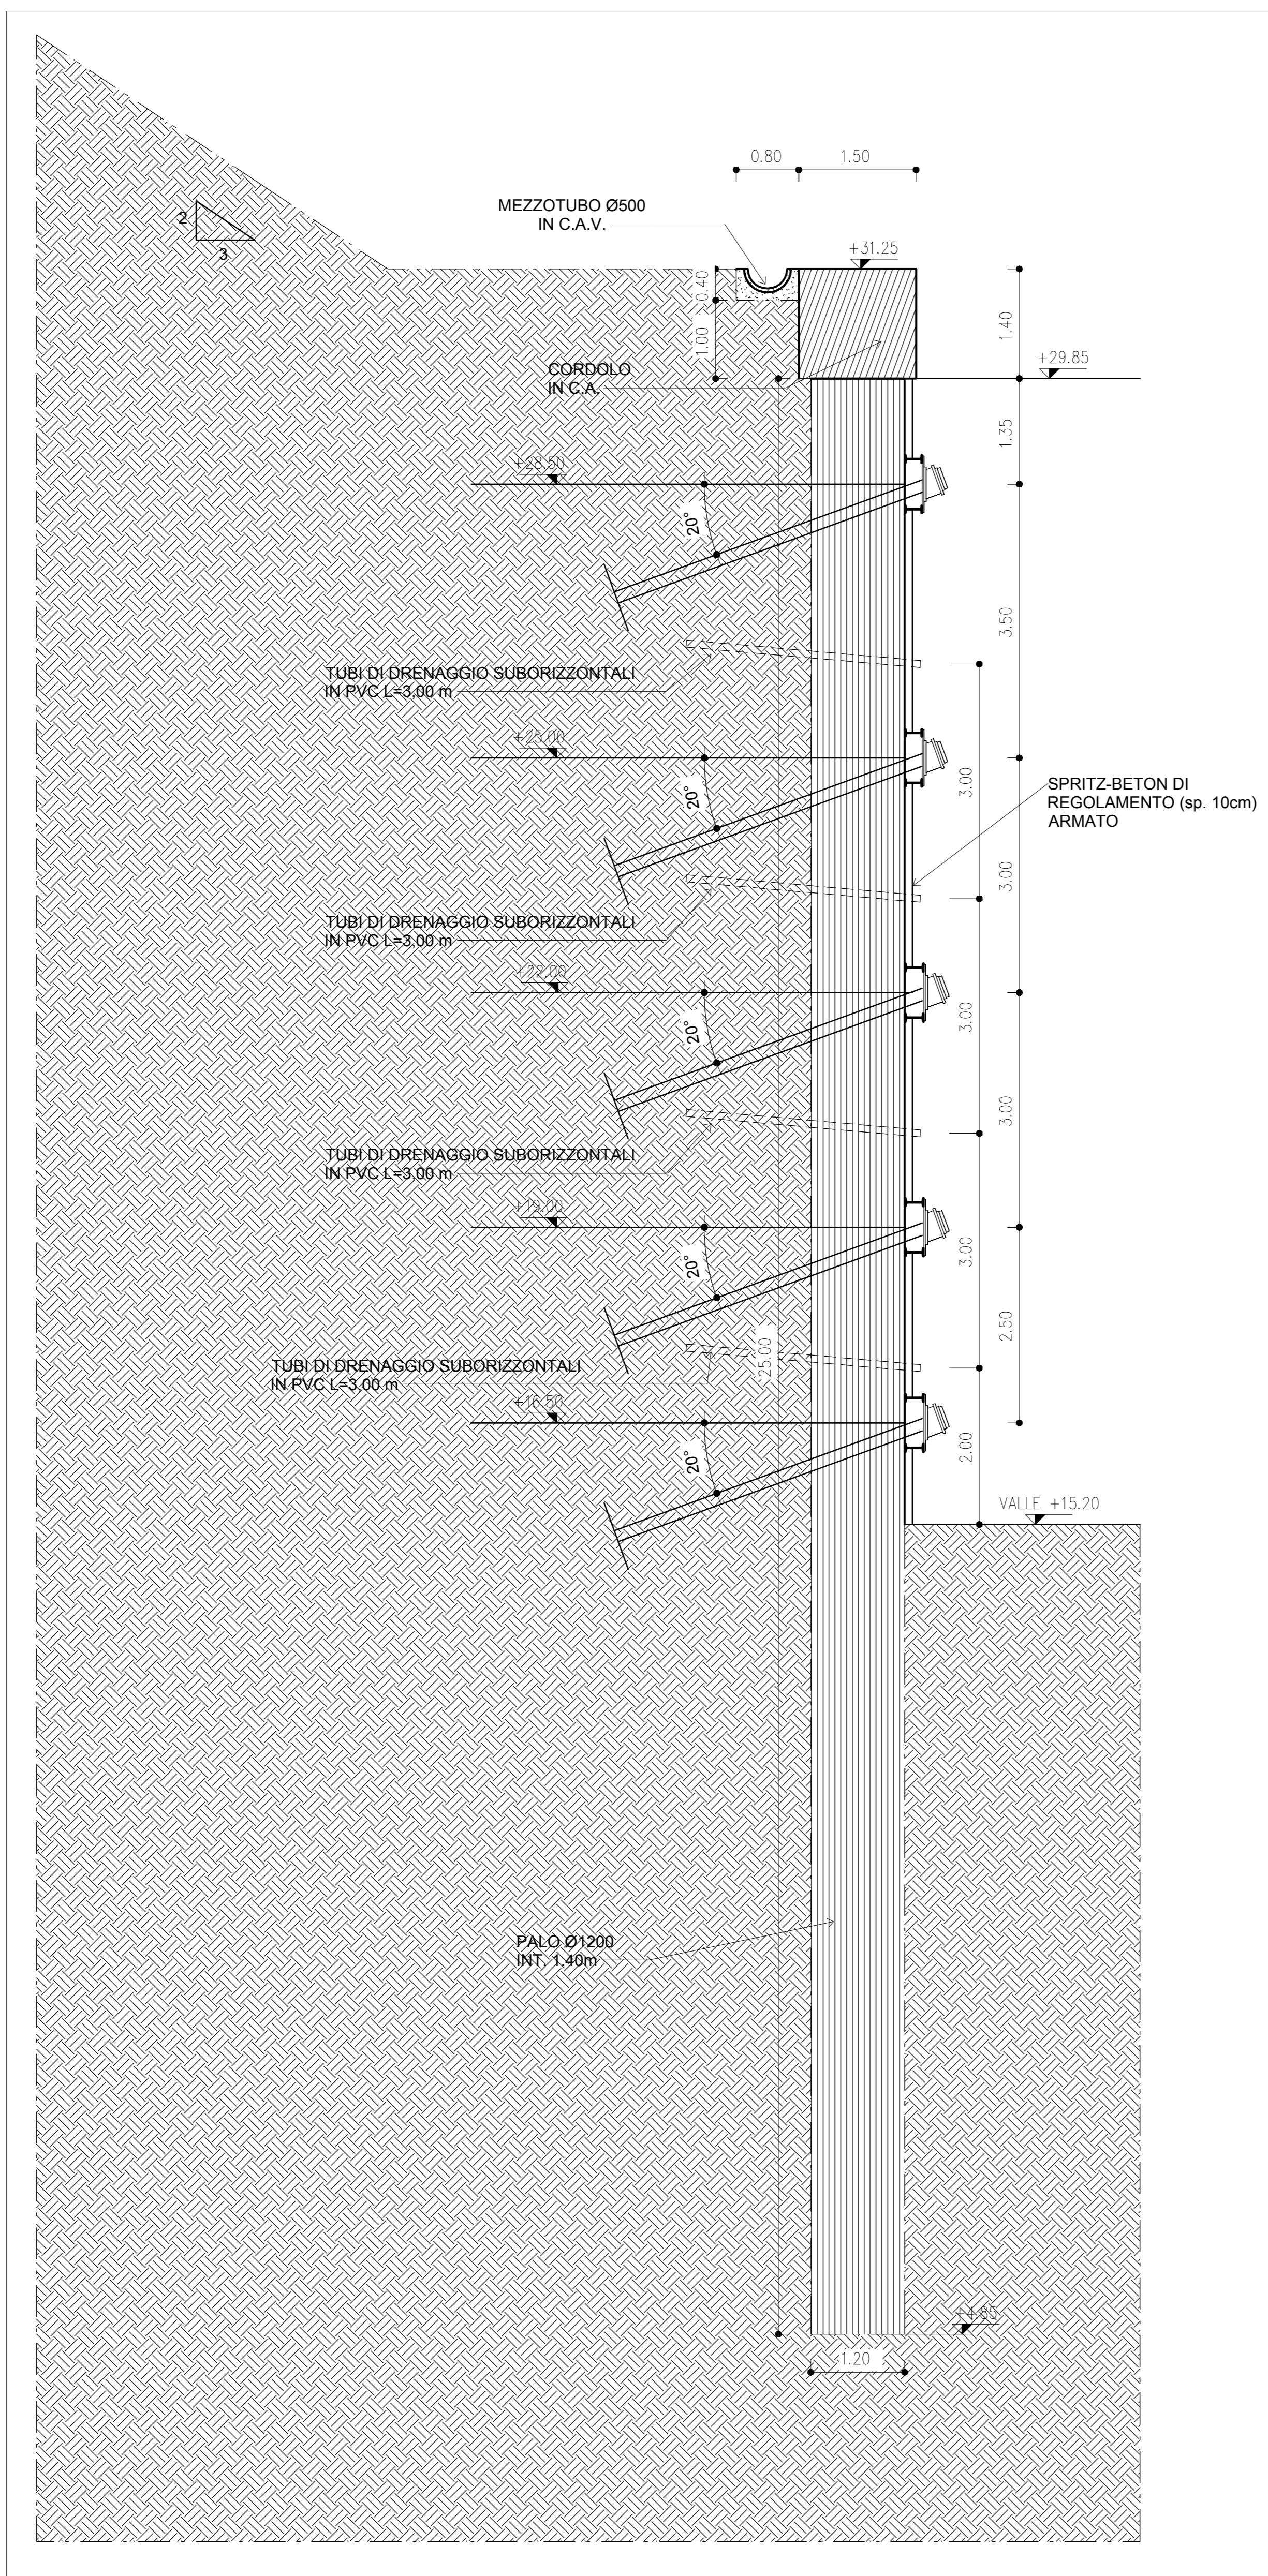 0.80
1.50
MEZZOTUBO Ø500
IN C.A.V.
2
3
+31.25
0.40
1.00
1.40
+29.85
CORDOLO
IN C.A.
1.35
+28.50
20°
3.50
TUBI DI DRENAGGIO SUBORIZZONTALI
IN PVC L=3,00 m
+25.00
20°
3.00
SPRITZ-BETON DI
REGOLAMENTO (sp. 10cm)
ARMATO
3.00
TUBI DI DRENAGGIO SUBORIZZONTALI
IN PVC L=3,00 m
+22.00
20°
3.00
3.00
TUBI DI DRENAGGIO SUBORIZZONTALI
IN PVC L=3,00 m
+19.00
20°
3.00
2.50
25.00
TUBI DI DRENAGGIO SUBORIZZONTALI
IN PVC L=3,00 m
+16.50
20°
2.00
VALLE +15.20
PALO Ø1200
INT. 1.40m
+4.85
1.20